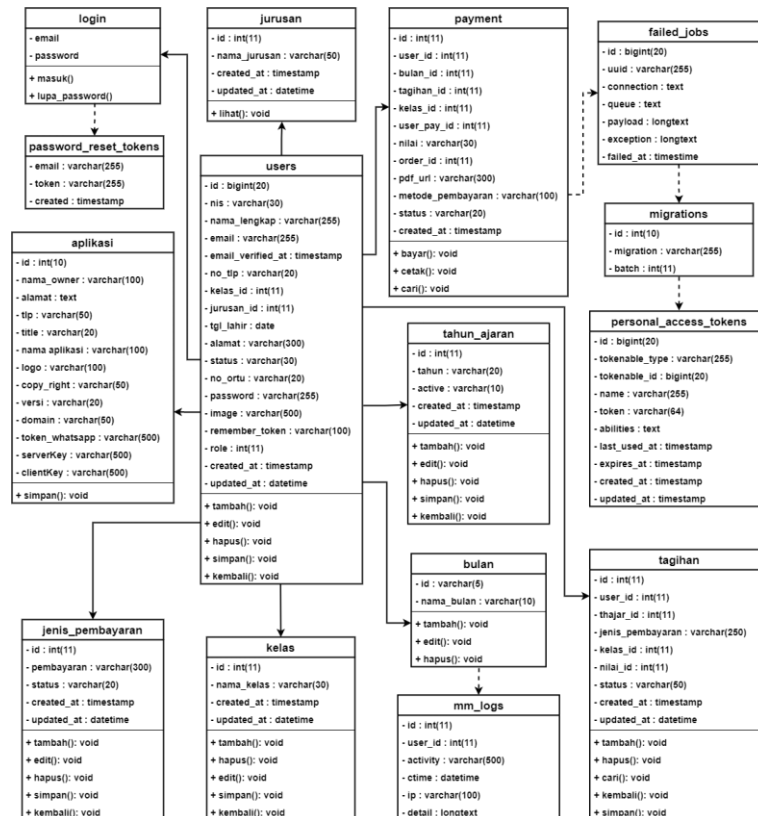 login
- email
- password
+ masuk()
+ lupa_password()
password_reset_tokens
- email : varchar(255)
- token : varchar(255)
- created : timestamp
jurusan
- id : int(11)
- nama_jurusan : varchar(50)
- created_at : timestamp
- updated_at : datetime
+ lihat(): void
payment
- id : int(11)
- user_id : int(11)
- bulan_id : int(11)
- tagihan_id : int(11)
- kelas_id : int(11)
- user_pay_id : int(11)
- nilai : varchar(30)
- order_id : int(11)
- pdf_url : varchar(300)
- metode_pembayaran : varchar(100)
- status : varchar(20)
- created_at : timestamp
+ bayar(): void
+ cetak(): void
+ cari(): void
failed_jobs
- id : bigint(20)
- uuid : varchar(255)
- connection : text
- queue : text
- payload : longtext
- exception : longtext
- failed_at : timestime
migrations
- id : int(10)
- migration : varchar(255)
- batch : int(11)
personal_access_tokens
- id : bigint(20)
- tokenable_type : varchar(255)
- tokenable_id : bigint(20)
- name : varchar(255)
- token : varchar(64)
- abilities : text
- last_used_at : timestamp
- expires_at : timestamp
- created_at : timestamp
- updated_at : timestamp
users
- id : bigint(20)
- nis : varchar(30)
- nama_lengkap : varchar(255)
- email : varchar(255)
- email_verified_at : timestamp
- no_tlp : varchar(20)
- kelas_id : int(11)
- jurusan_id : int(11)
- tgl_lahir : date
- alamat : varchar(300)
- status : varchar(30)
- no_ortu : varchar(20)
- password : varchar(255)
- image : varchar(500)
- remember_token : varchar(100)
- role : int(11)
- created_at : timestamp
- updated_at : datetime
+ tambah(): void
+ edit(): void
+ hapus(): void
+ simpan(): void
+ kembali(): void
aplikasi
- id : int(10)
- nama_owner : varchar(100)
- alamat : text
- tlp : varchar(50)
- title : varchar(20)
- nama aplikasi : varchar(100)
- logo : varchar(100)
- copy_right : varchar(50)
- versi : varchar(20)
- domain : varchar(50)
- token_whatsapp : varchar(500)
- serverKey : varchar(500)
- clientKey : varchar(500)
+ simpan(): void
tahun_ajaran
- id : int(11)
- tahun : varchar(20)
- active : varchar(10)
- created_at : timestamp
- updated_at : datetime
+ tambah(): void
+ edit(): void
+ hapus(): void
+ simpan(): void
+ kembali(): void
bulan
- id : varchar(5)
- nama_bulan : varchar(10)
+ tambah(): void
+ edit(): void
+ hapus(): void
tagihan
- id : int(11)
- user_id : int(11)
- thajar_id : int(11)
- jenis_pembayaran : varchar(250)
- kelas_id : int(11)
- nilai_id : int(11)
- status : varchar(50)
- created_at : timestamp
- updated_at : datetime
+ tambah(): void
+ hapus(): void
+ cari(): void
+ kembali(): void
+ simpan(): void
jenis_pembayaran
- id : int(11)
- pembayaran : varchar(300)
- status : varchar(20)
- created_at : timestamp
- updated_at : datetime
+ tambah(): void
+ edit(): void
+ hapus(): void
+ simpan(): void
+ kembali(): void
kelas
- id : int(11)
- nama_kelas : varchar(30)
- created_at : timestamp
- updated_at : datetime
+ tambah(): void
+ hapus(): void
+ edit(): void
+ simpan(): void
+ kembali(): void
mm_logs
- id : int(11)
- user_id : int(11)
- activity : varchar(500)
- ctime : datetime
- ip : varchar(100)
- detail : longtext